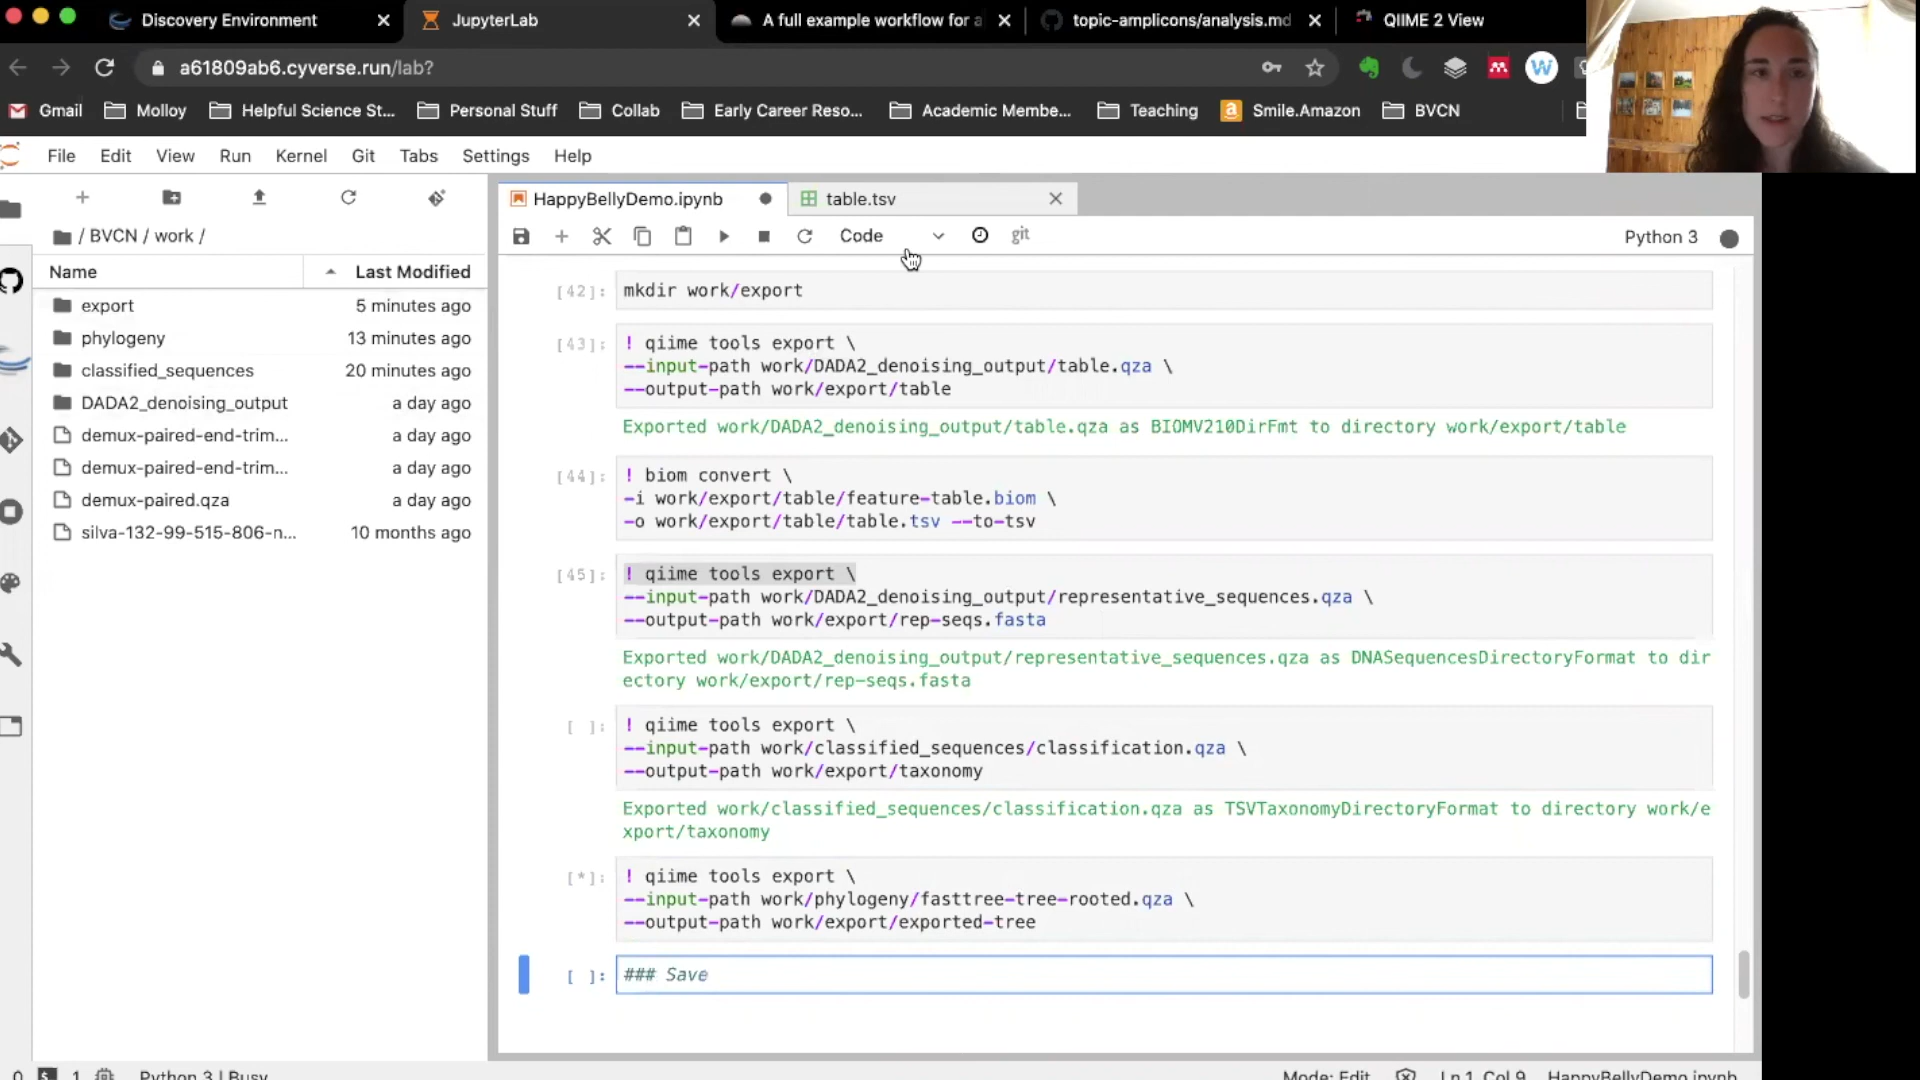 Discovery Environment
JupyterLab
A full example workflow for a
topic-amplicons/analysis.md
QIIME 2 View
a61809ab6.cyverse.run/lab?
Gmail
Molloy
Helpful Science St...
Personal Stuff
Collab
Early Career Reso...
Academic Membe...
Teaching
Smile.Amazon
BVCN
File Edit View Run Kernel Git Tabs Settings Help
HappyBellyDemo.ipynb
table.tsv
/ BVCN / work /
Code
git
Python 3
Name Last Modified
export 5 minutes ago
phylogeny 13 minutes ago
classified_sequences 20 minutes ago
DADA2_denoising_output a day ago
demux-paired-end-trim... a day ago
demux-paired-end-trim... a day ago
demux-paired.qza a day ago
silva-132-99-515-806-n... 10 months ago
[42]: mkdir work/export
[43]: ! qiime tools export \
--input-path work/DADA2_denoising_output/table.qza \
--output-path work/export/table
Exported work/DADA2_denoising_output/table.qza as BIOMV210DirFmt to directory work/export/table
[44]: ! biom convert \
-i work/export/table/feature-table.biom \
-o work/export/table/table.tsv --to-tsv
[45]: ! qiime tools export \
--input-path work/DADA2_denoising_output/representative_sequences.qza \
--output-path work/export/rep-seqs.fasta
Exported work/DADA2_denoising_output/representative_sequences.qza as DNASequencesDirectoryFormat to dir
ectory work/export/rep-seqs.fasta
[ ]: ! qiime tools export \
--input-path work/classified_sequences/classification.qza \
--output-path work/export/taxonomy
Exported work/classified_sequences/classification.qza as TSVTaxonomyDirectoryFormat to directory work/e
xport/taxonomy
[*]: ! qiime tools export \
--input-path work/phylogeny/fasttree-tree-rooted.qza \
--output-path work/export/exported-tree
[ ]: ### Save
0 $ 1 Python 3 | Busy
Mode: Edit Ln 1, Col 9 HappyBellyDemo.ipynb